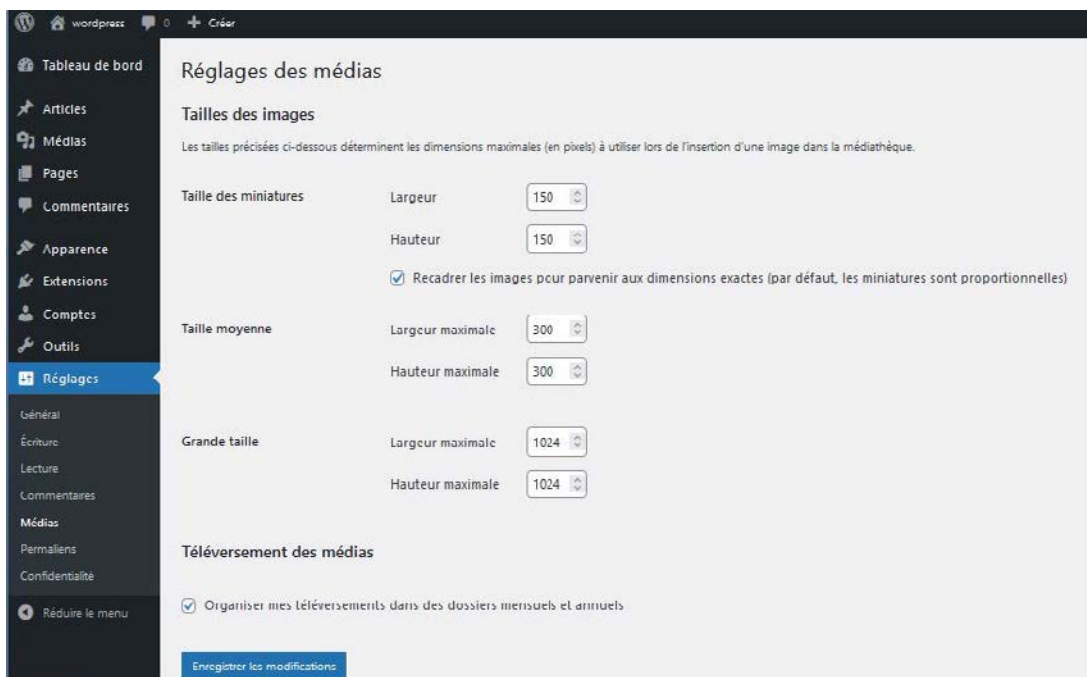 wordpress 0 + Créer
Tableau de bord
Articles
Médias
Pages
Commentaires
Apparence
Extensions
Comptes
Outils
Réglages
Général
Écriture
Lecture
Commentaires
Médias
Permaliens
Confidentialité
Réduire le menu
Réglages des médias
Tailles des images
Les tailles précisées ci-dessous déterminent les dimensions maximales (en pixels) à utiliser lors de l'insertion d'une image dans la médiathèque.
Taille des miniatures Largeur 150
Hauteur 150
Recadrer les images pour parvenir aux dimensions exactes (par défaut, les miniatures sont proportionnelles)
Taille moyenne Largeur maximale 300
Hauteur maximale 300
Grande taille Largeur maximale 1024
Hauteur maximale 1024
Téléversement des médias
Organiser mes téléversements dans des dossiers mensuels et annuels
Enregistrer les modifications